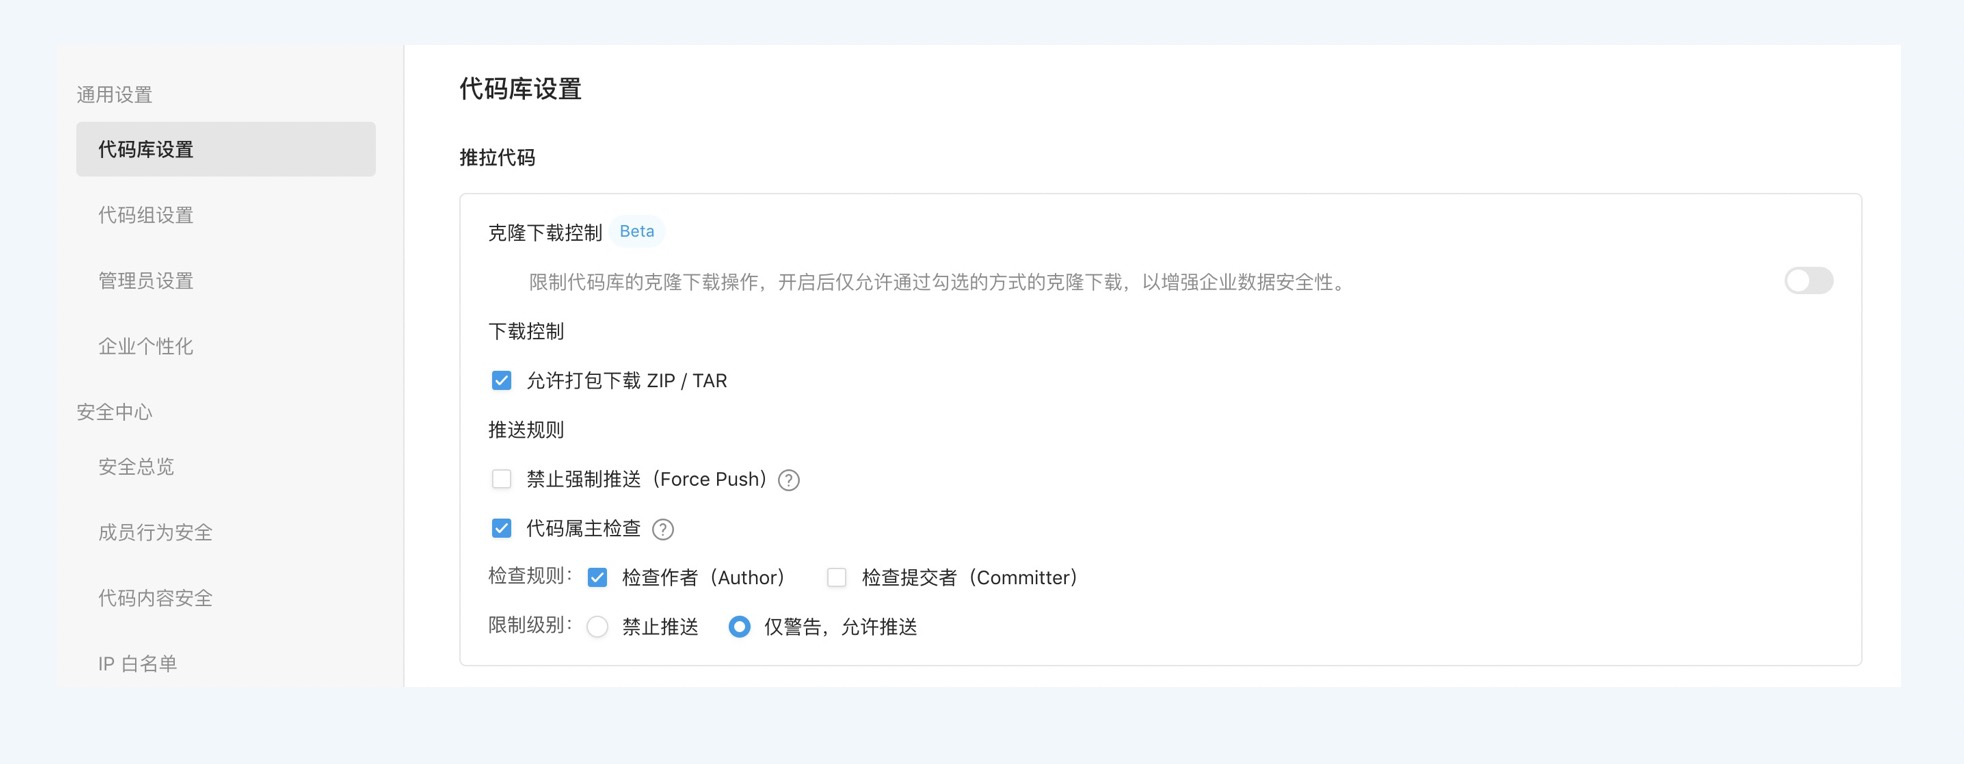 通用设置
代码库设置
代码组设置
管理员设置
企业个性化
安全中心
安全总览
成员行为安全
代码内容安全
IP 白名单
代码库设置
推拉代码
克隆下载控制 Beta
限制代码库的克隆下载操作，开启后仅允许通过勾选的方式的克隆下载，以增强企业数据安全性。
下载控制
允许打包下载 ZIP / TAR
推送规则
禁止强制推送（Force Push） ?
代码属主检查 ?
检查规则： 检查作者（Author） 检查提交者（Committer）
限制级别： 禁止推送 仅警告，允许推送